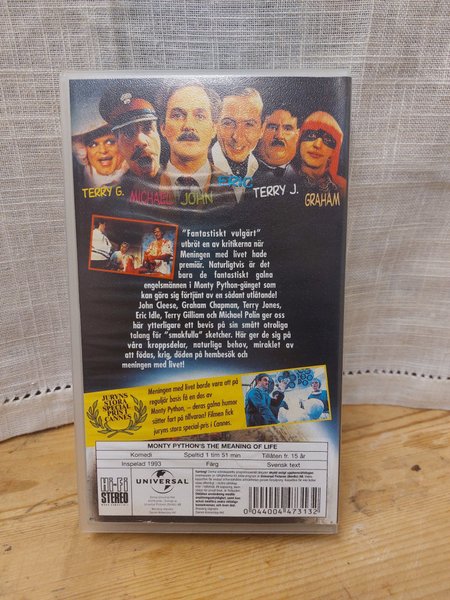 TERRY G.
MICHAEL
JOHN
ERIC
TERRY J.
GRAHAM
"Fantastiskt vulgärt"
utbröt en av kritikerna när
Meningen med livet hade
premiär. Naturligtvis är det
bara de fantastiskt galna
engelsmännen i Monty Python-gänget som
kan göra sig förtjänt av en sådant utlåtande!
John Cleese, Graham Chapman, Terry Jones,
Eric Idle, Terry Gilliam och Michael Palin ger oss
här ytterligare ett bevis på sin smått otroliga
talang för "smakfulla" sketcher. Här gör de sig på
våra kroppsdelar, naturliga behov, miraklet av
att födas, krig, döden på hembesök och
meningen med livet!
JURYNS
STORA
SPECIAL
PRIS I
CANNES
Meningen med livet borde vara att på
reguljär basis få en dos av
Monty Python, – deras galna humor
sätter fart på tillvaron! Filmen fick
juryns stora special-pris i Cannes.
MONTY PYTHON'S THE MEANING OF LIFE
Komedi Speltid 1 tim 51 min Tillåten fr. 15 år
Inspelad 1993 Färg Svensk text
HI-FI
STEREO
UNIVERSAL
0 044004 473132